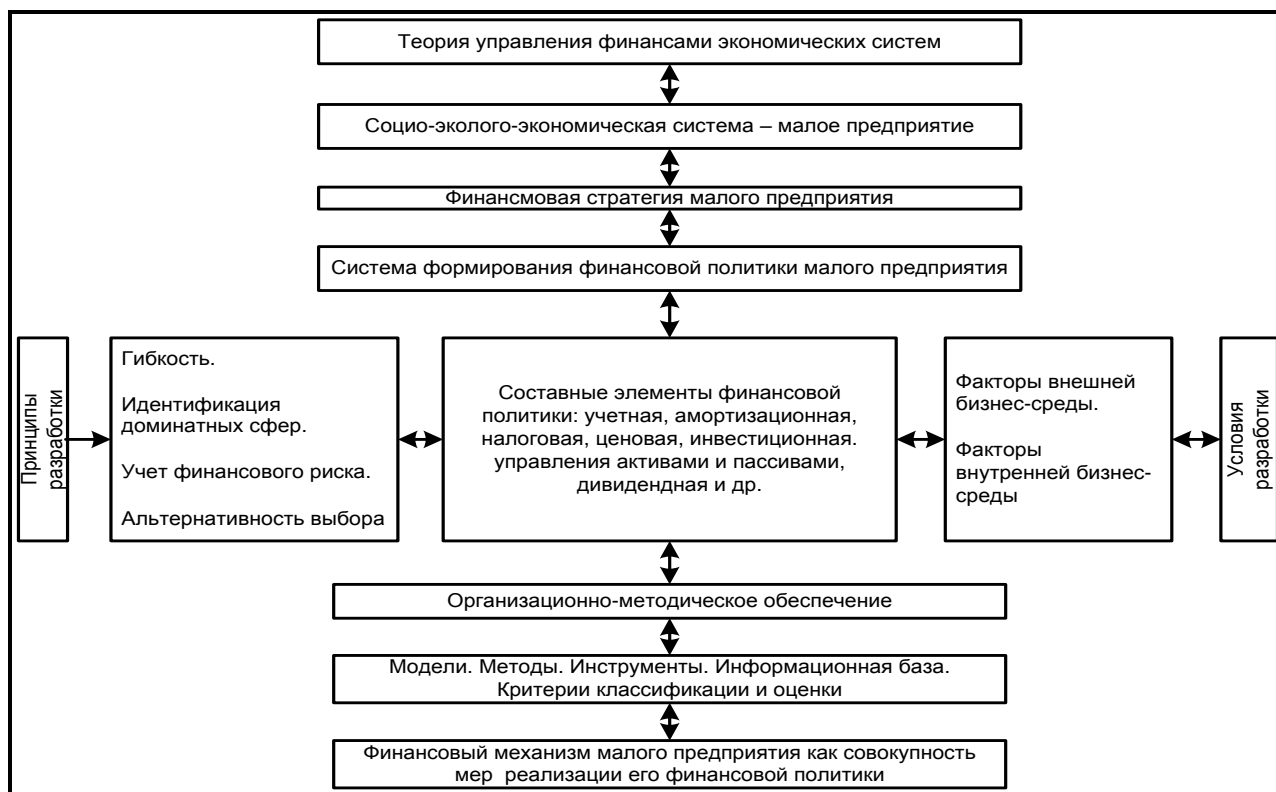 Теория управления финансами экономических систем
Социо-эколого-экономическая система – малое предприятие
Финансмовая стратегия малого предприятия
Система формирования финансовой политики малого предприятия
Принципы
разработки
Гибкость.
Идентификация
доминатных сфер.
Учет финансового риска.
Альтернативность выбора
Составные элементы финансовой
политики: учетная, амортизационная,
налоговая, ценовая, инвестиционная.
управления активами и пассивами,
дивидендная и др.
Факторы внешней
бизнес-среды.
Факторы
внутренней бизнес-
среды
Условия
разработки
Организационно-методическое обеспечение
Модели. Методы. Инструменты. Информационная база.
Критерии классификации и оценки
Финансовый механизм малого предприятия как совокупность
мер реализации его финансовой политики